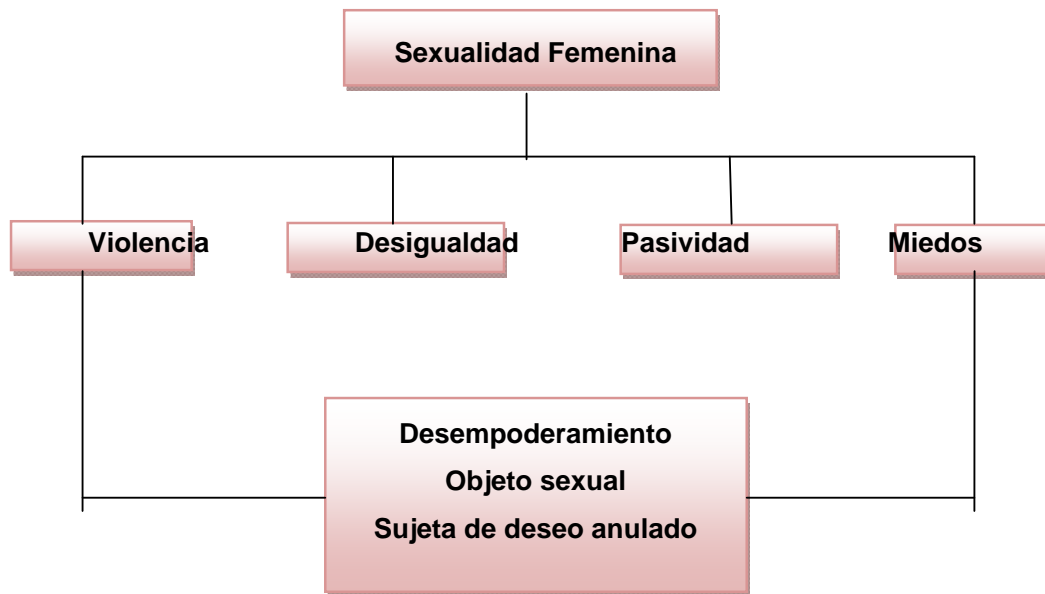 Sexualidad Femenina
Violencia
Desigualdad
Pasividad
Miedos
Desempoderamiento
Objeto sexual
Sujeta de deseo anulado